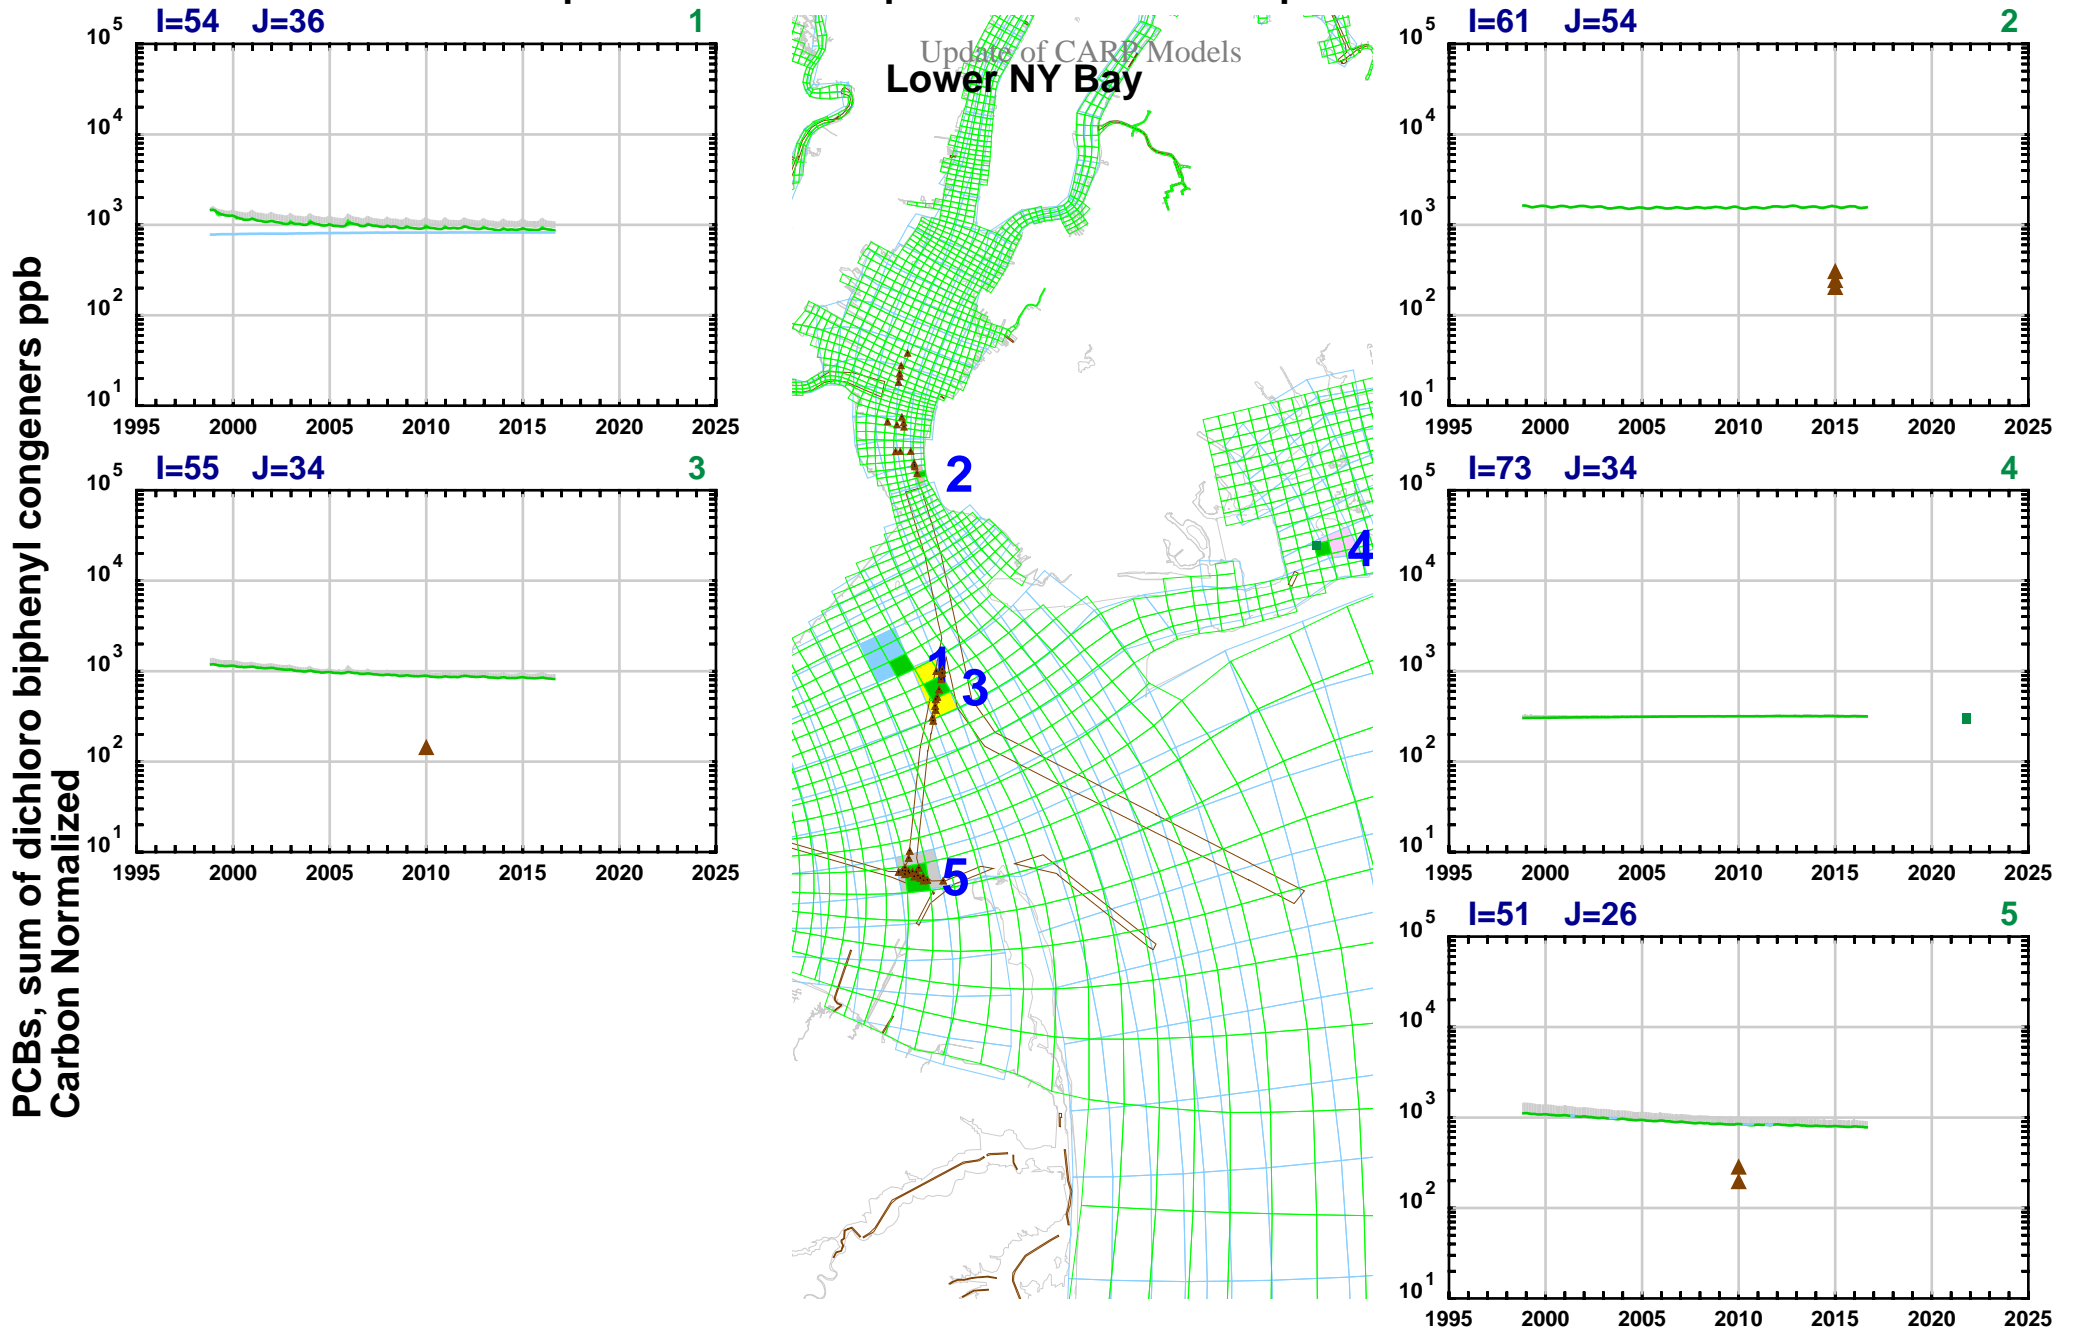 I=54 J=36 1
10^5
10^4
10^3
10^2
10^1
1995 2000 2005 2010 2015 2020 2025
I=55 J=34 3
10^5
10^4
10^3
10^2
10^1
1995 2000 2005 2010 2015 2020 2025
PCBs, sum of dichloro biphenyl congeners ppb
Carbon Normalized
Update of CARP Models
Lower NY Bay
2
4
1
3
5
I=61 J=54 2
10^5
10^4
10^3
10^2
10^1
1995 2000 2005 2010 2015 2020 2025
I=73 J=34 4
10^5
10^4
10^3
10^2
10^1
1995 2000 2005 2010 2015 2020 2025
I=51 J=26 5
10^5
10^4
10^3
10^2
10^1
1995 2000 2005 2010 2015 2020 2025